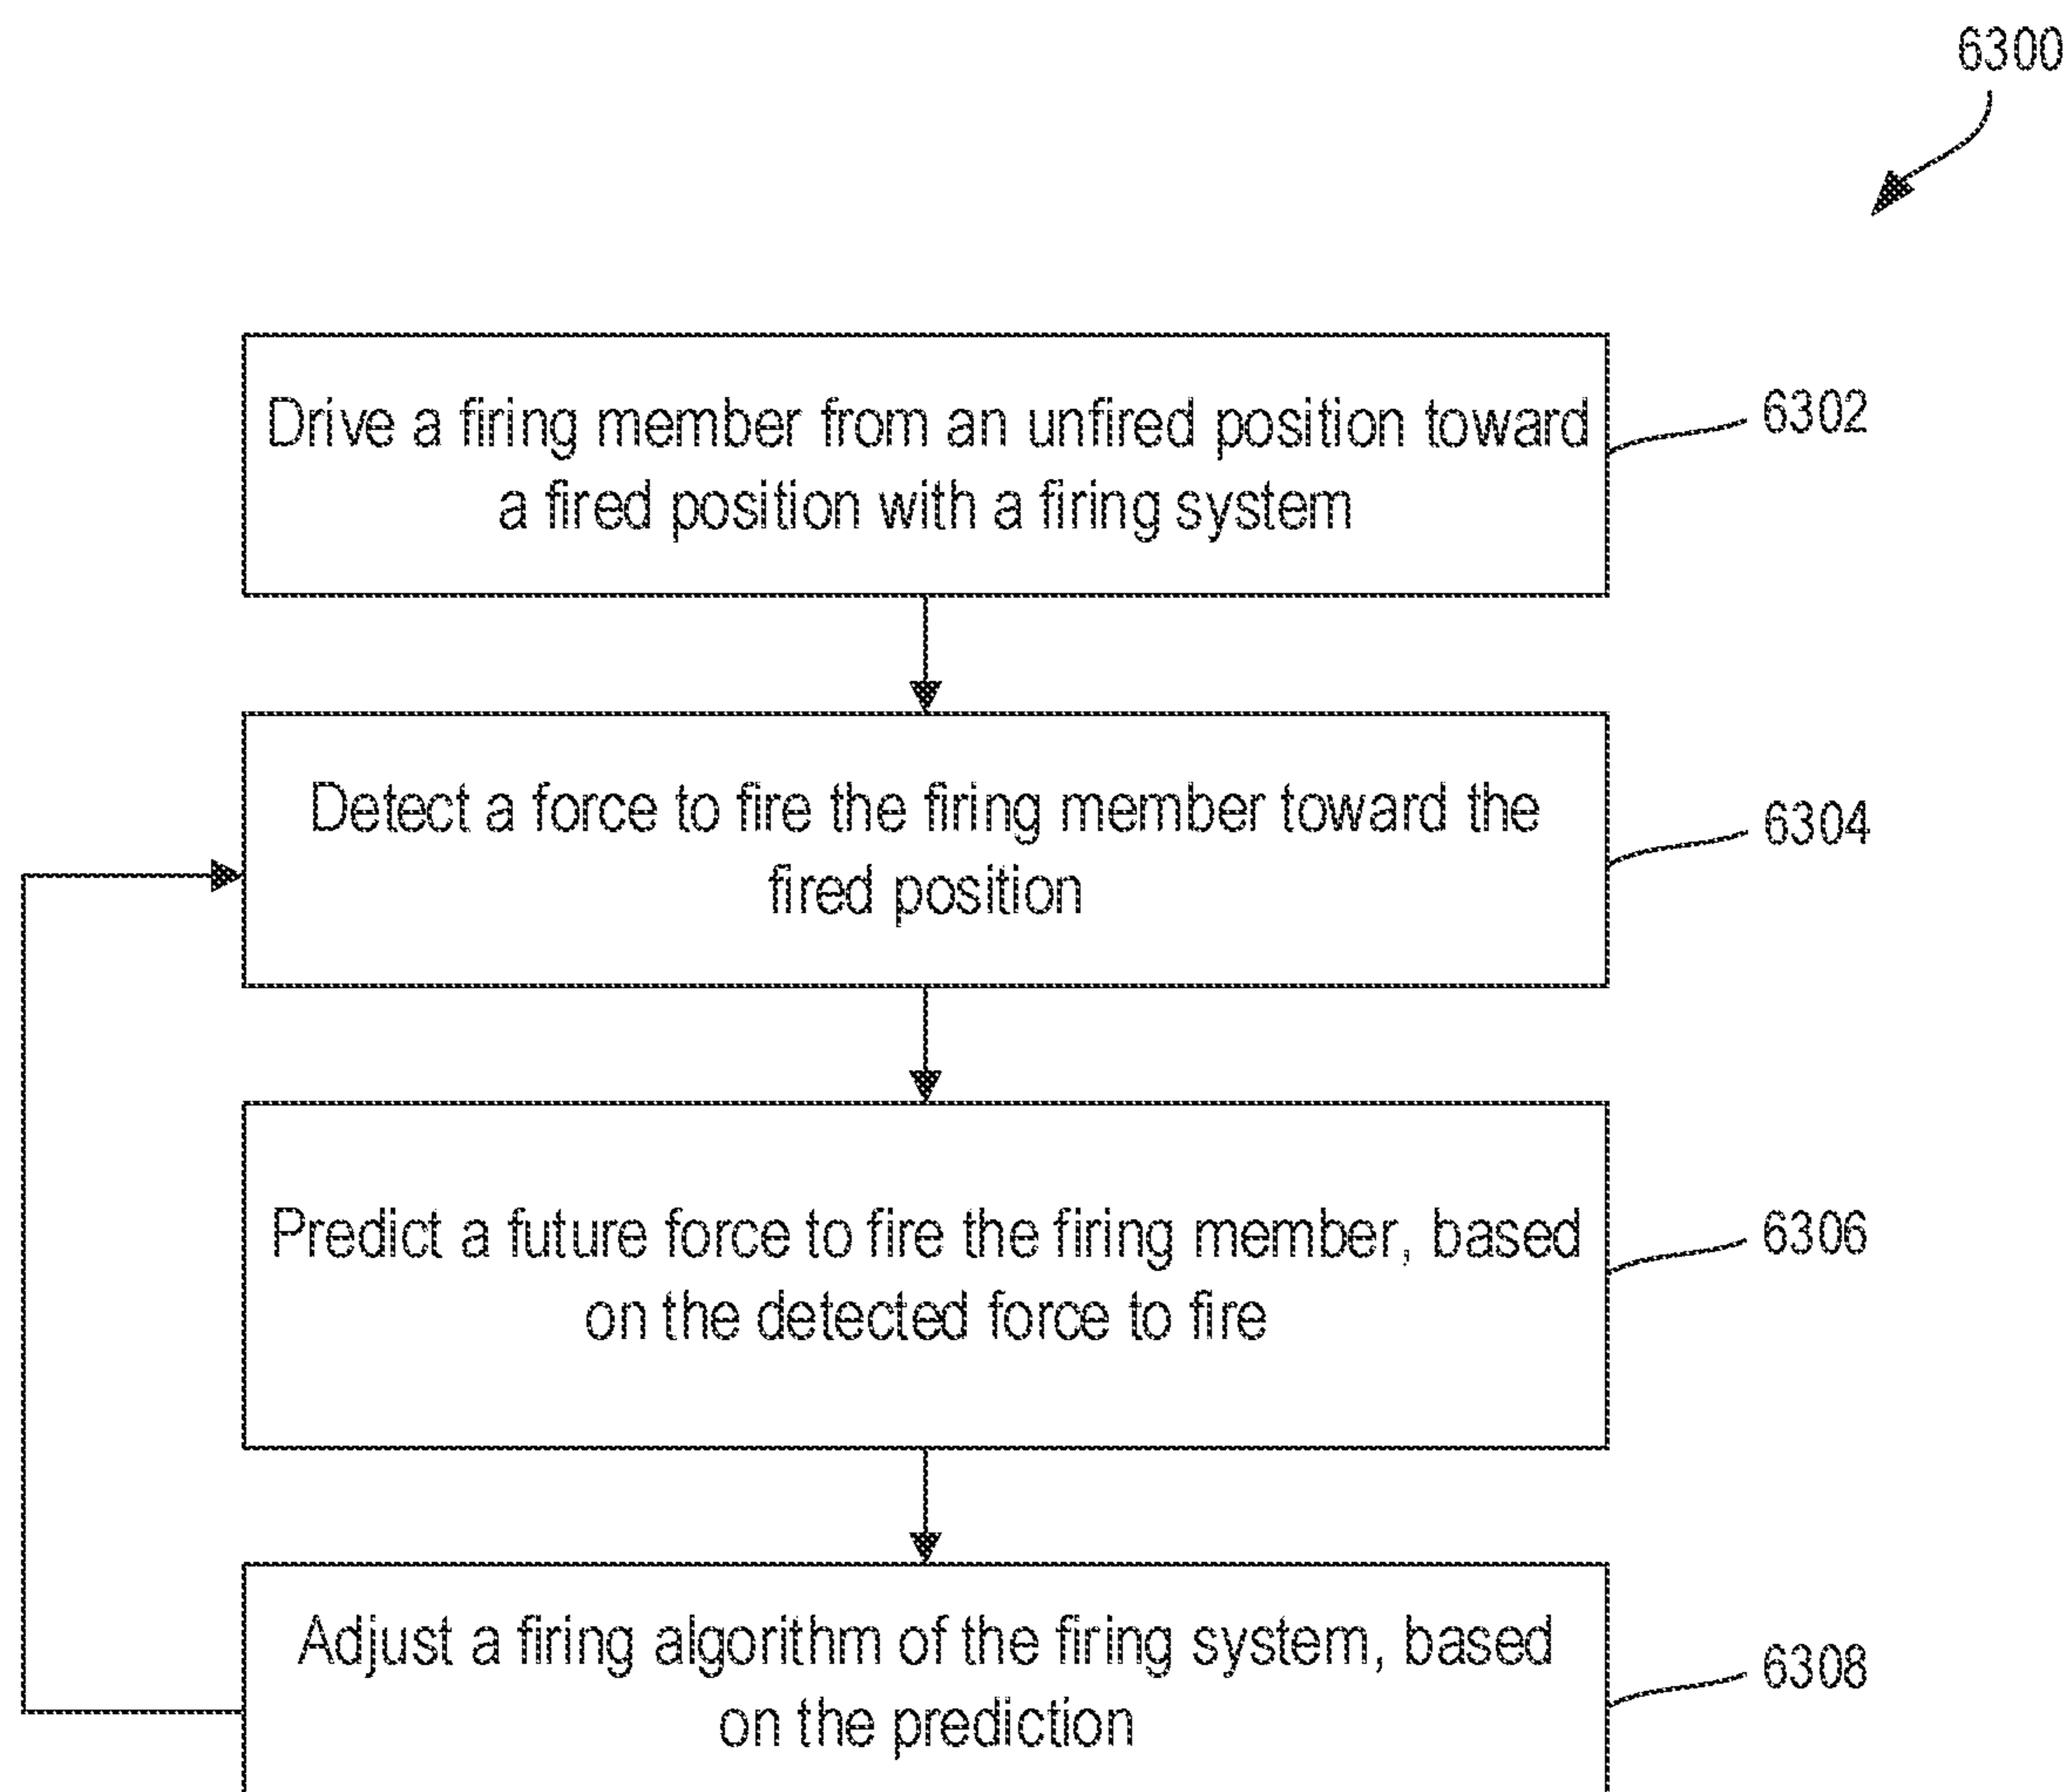 6300
Drive a firing member from an unfired position toward
a fired position with a firing system
6302
Detect a force to fire the firing member toward the
fired position
6304
Predict a future force to fire the firing member, based
on the detected force to fire
6306
Adjust a firing algorithm of the firing system, based
on the prediction
6308